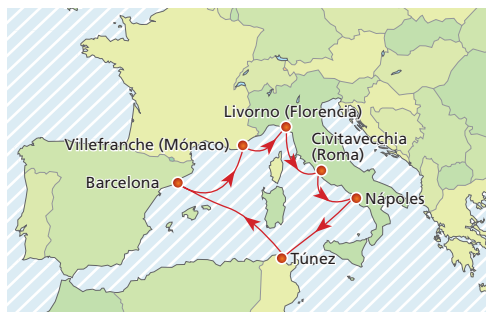 Livorno (Florencia)
Villefranche (Mónaco)
Civitavecchia
(Roma)
Barcelona
Nápoles
Túnez